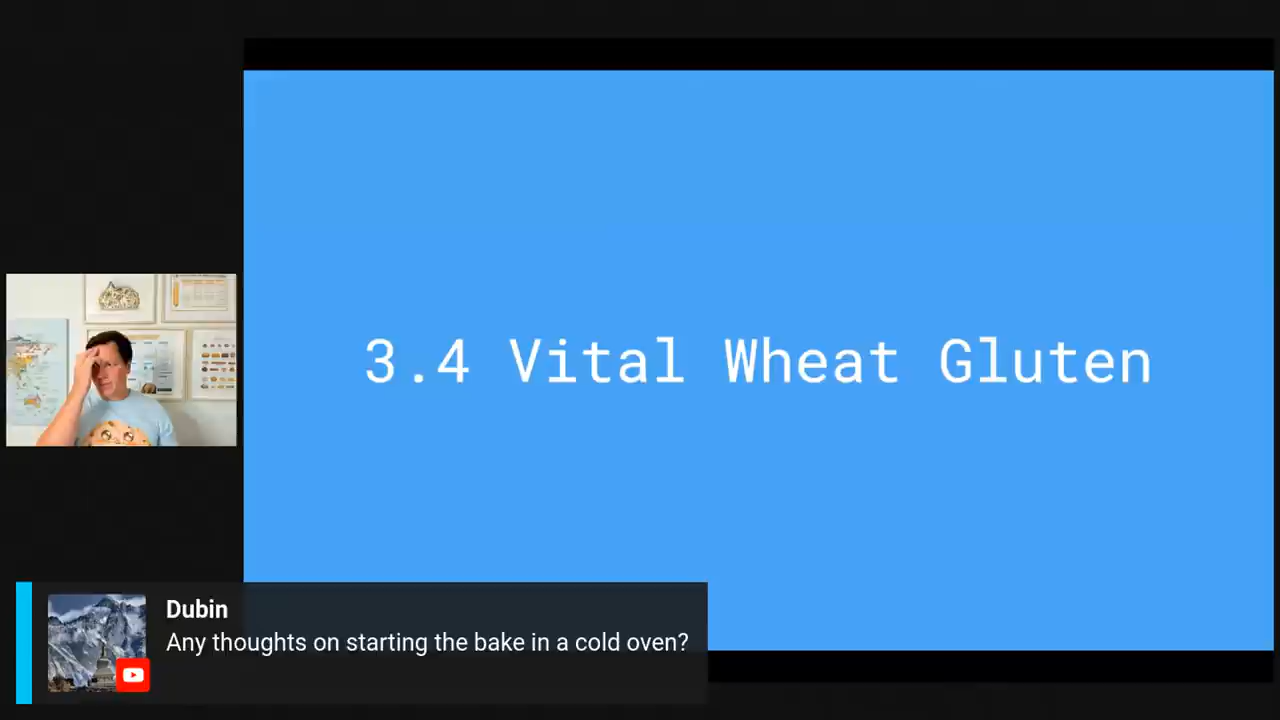 3.4 Vital Wheat Gluten
Dubin
Any thoughts on starting the bake in a cold oven?